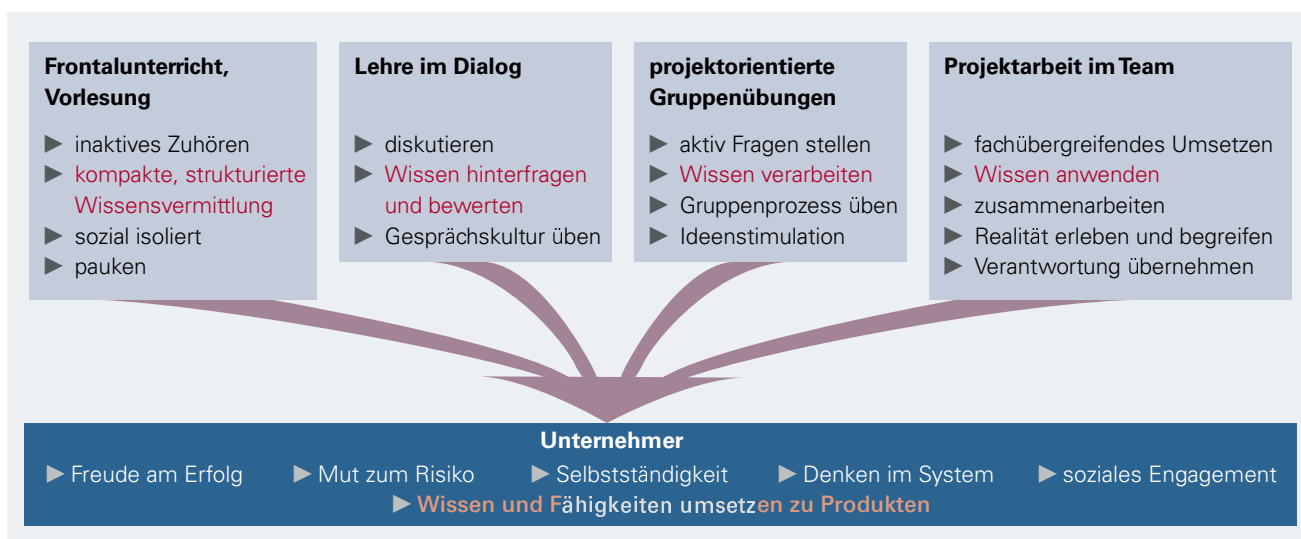 Frontalunterricht,
Vorlesung
▶ inaktives Zuhören
▶ kompakte, strukturierte
Wissensvermittlung
▶ sozial isoliert
▶ pauken
Lehre im Dialog
▶ diskutieren
▶ Wissen hinterfragen
und bewerten
▶ Gesprächskultur üben
projektorientierte
Gruppenübungen
▶ aktiv Fragen stellen
▶ Wissen verarbeiten
▶ Gruppenprozess üben
▶ Ideenstimulation
Projektarbeit im Team
▶ fachübergreifendes Umsetzen
▶ Wissen anwenden
▶ zusammenarbeiten
▶ Realität erleben und begreifen
▶ Verantwortung übernehmen
Unternehmer
▶ Freude am Erfolg ▶ Mut zum Risiko ▶ Selbstständigkeit ▶ Denken im System ▶ soziales Engagement
▶ Wissen und Fähigkeiten umsetzen zu Produkten